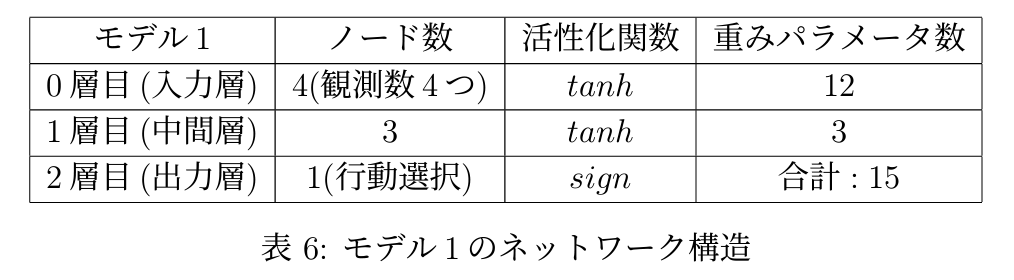 モデル 1 ノード数 活性化関数 重みパラメータ数
0 層目 (入力層) 4(観測数 4 つ) tanh 12
1 層目 (中間層) 3 tanh 3
2 層目 (出力層) 1(行動選択) sign 合計 : 15
表 6: モデル 1 のネットワーク構造